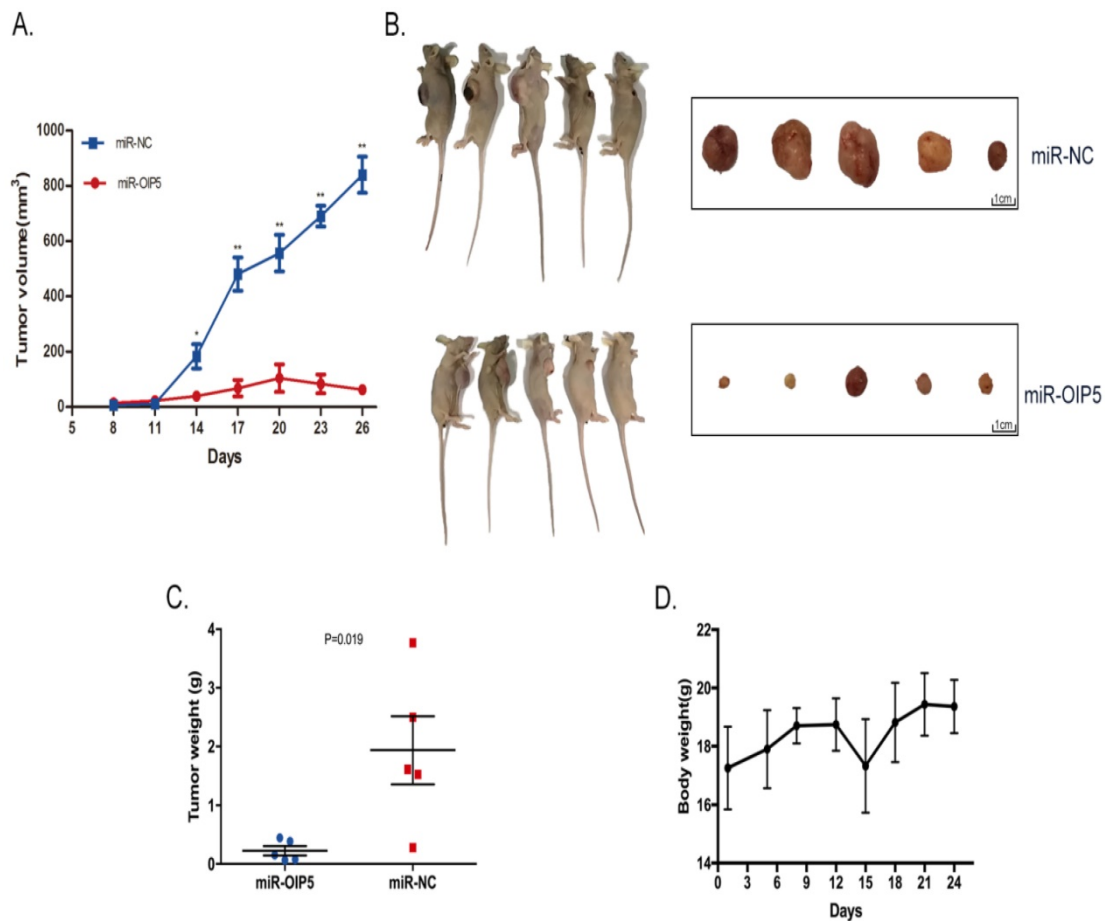 A.
1000
800
600
400
200
0
Tumor volume(mm³)
miR-NC
miR-OIP5
*
**
**
**
**
5 8 11 14 17 20 23 26
Days
B.
1cm
miR-NC
1cm
miR-OIP5
C.
4
3
2
1
0
Tumor weight (g)
P=0.019
miR-OIP5 miR-NC
D.
22
20
18
16
14
Body weight(g)
0 3 6 9 12 15 18 21 24
Days